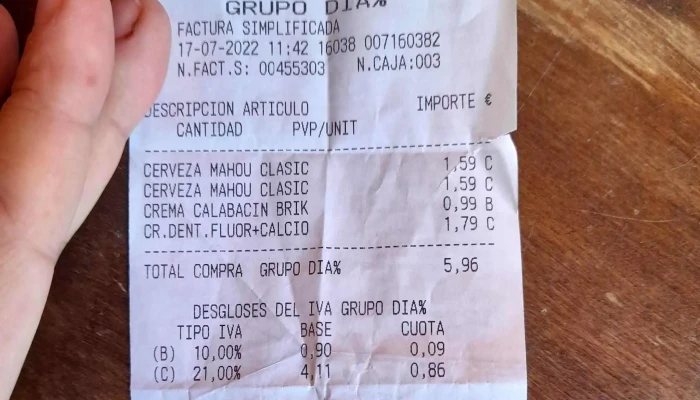 GRUPO DIA%
FACTURA SIMPLIFICADA
17-07-2022 11:42 16038 007160382
N.FACT.S: 00455303 N.CAJA:003
DESCRIPCION ARTICULO IMPORTE €
CANTIDAD PVP/UNIT
CERVEZA MAHOU CLASIC 1,59 C
CERVEZA MAHOU CLASIC 1,59 C
CREMA CALABACIN BRIK 0,99 B
CR.DENT.FLUOR+CALCIO 1,79 C
TOTAL COMPRA GRUPO DIA% 5,96
DESGLOSES DEL IVA GRUPO DIA%
TIPO IVA BASE CUOTA
(B) 10,00% 0,90 0,09
(C) 21,00% 4,11 0,86